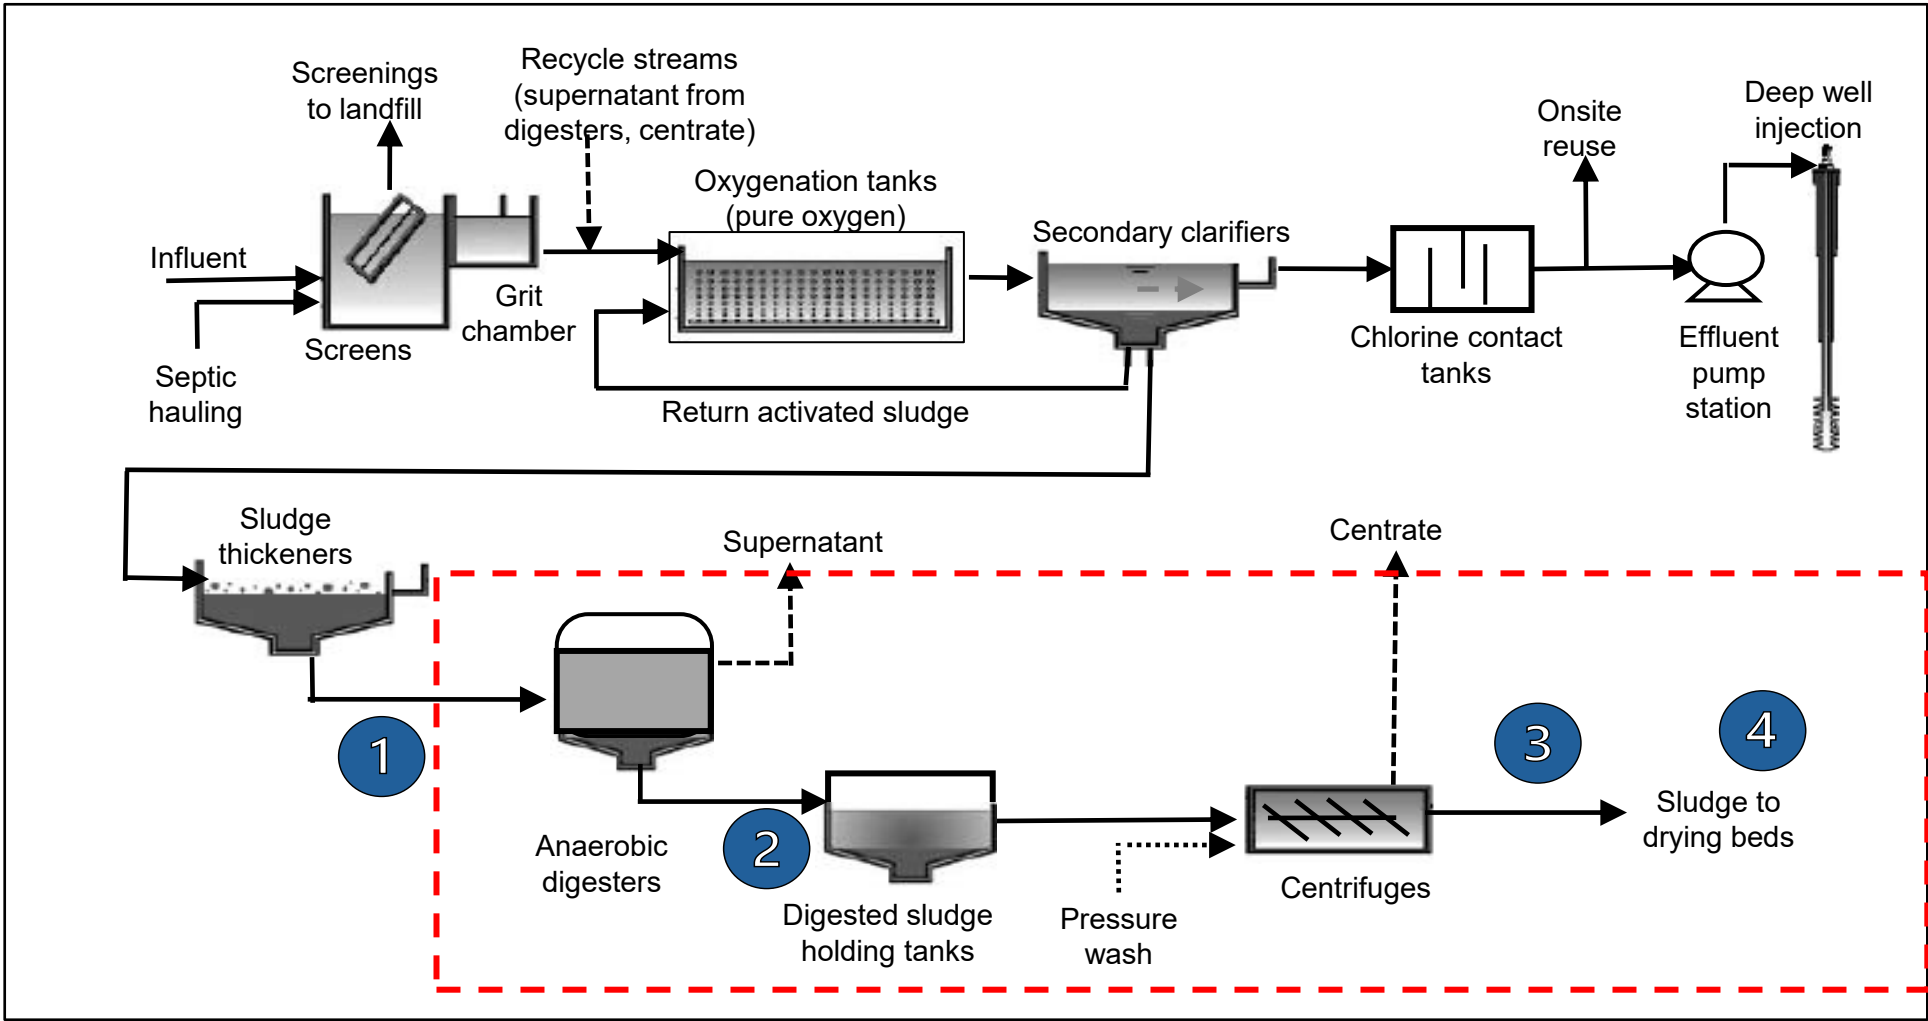 Screenings
to landfill
Recycle streams
(supernatant from
digesters, centrate)
Oxygenation tanks
(pure oxygen)
Secondary clarifiers
Onsite
reuse
Deep well
injection
Influent
Septic
hauling
Screens
Grit
chamber
Return activated sludge
Chlorine contact
tanks
Effluent
pump
station
Sludge
thickeners
Supernatant
Centrate
1
2
3
4
Anaerobic
digesters
Digested sludge
holding tanks
Pressure
wash
Centrifuges
Sludge to
drying beds